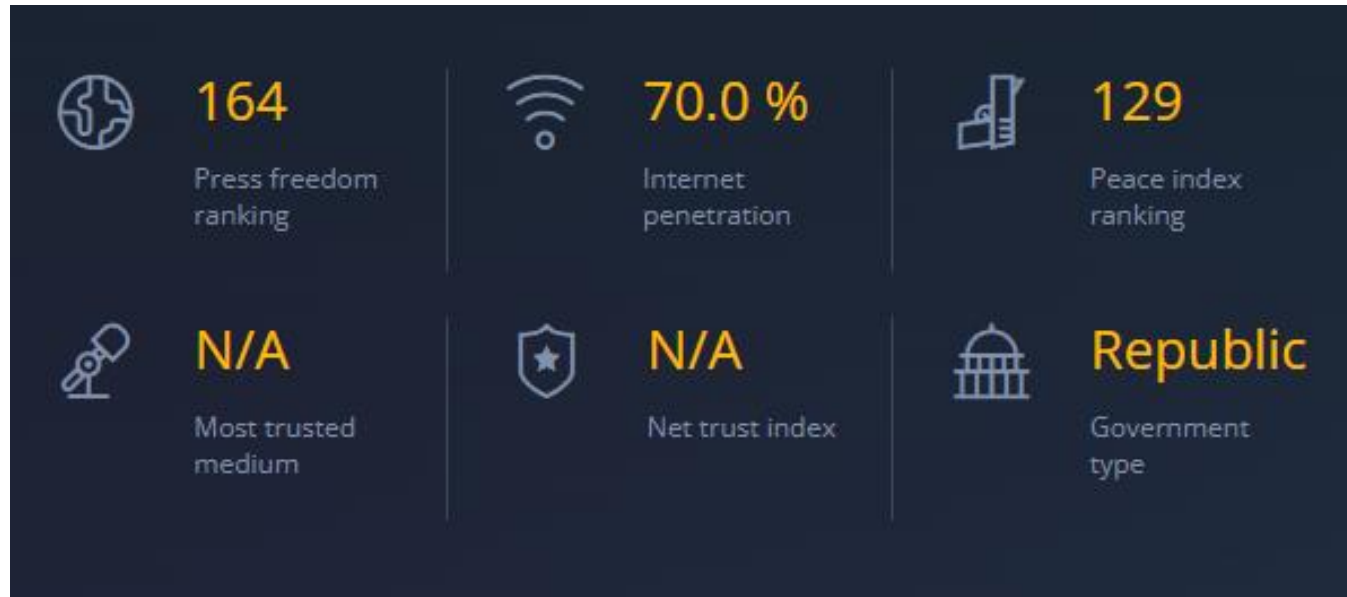 164
Press freedom
ranking
70.0 %
Internet
penetration
129
Peace index
ranking
N/A
Most trusted
medium
N/A
Net trust index
Republic
Government
type